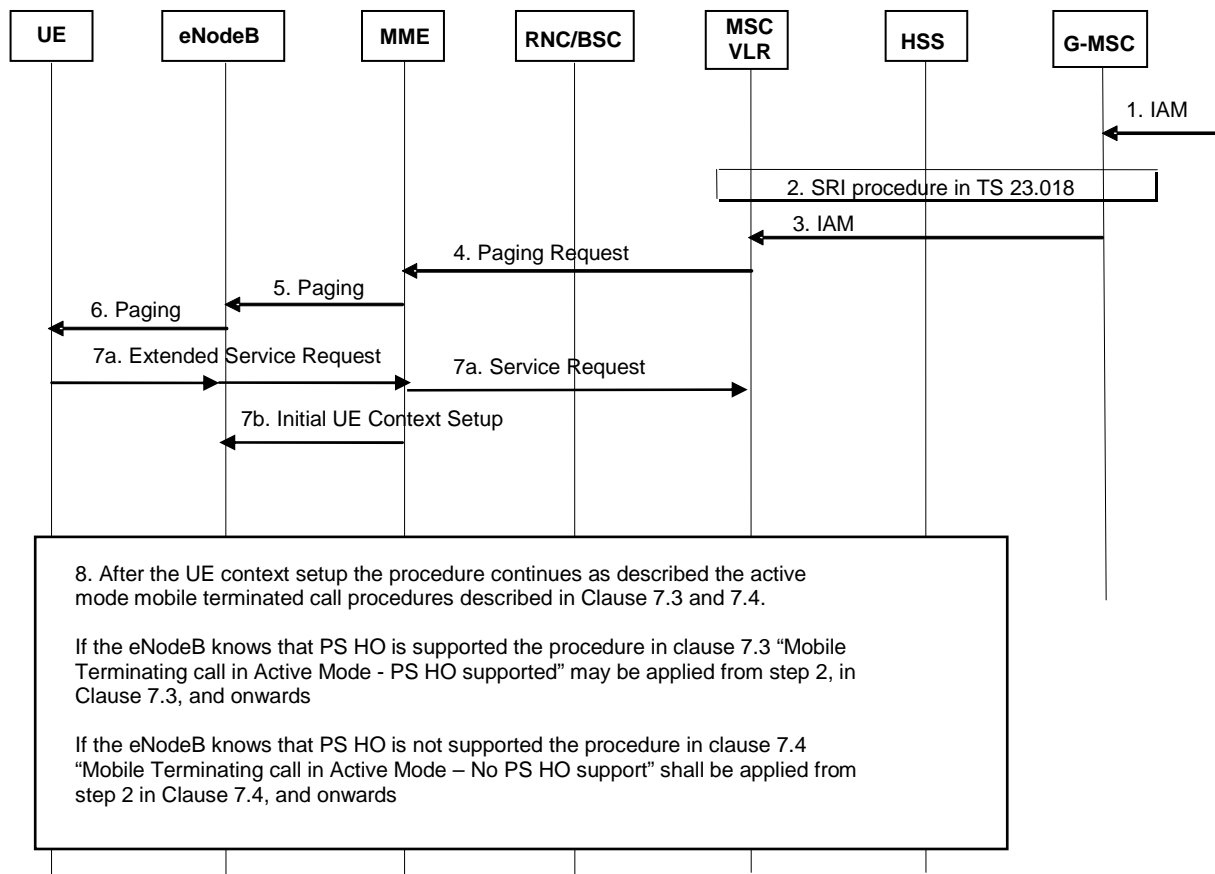 UE
eNodeB
MME
RNC/BSC
MSC
VLR
HSS
G-MSC
1. IAM
2. SRI procedure in TS 23.018
3. IAM
4. Paging Request
5. Paging
6. Paging
7a. Extended Service Request
7a. Service Request
7b. Initial UE Context Setup
8. After the UE context setup the procedure continues as described the active
mode mobile terminated call procedures described in Clause 7.3 and 7.4.
If the eNodeB knows that PS HO is supported the procedure in clause 7.3 “Mobile
Terminating call in Active Mode - PS HO supported” may be applied from step 2, in
Clause 7.3, and onwards
If the eNodeB knows that PS HO is not supported the procedure in clause 7.4
“Mobile Terminating call in Active Mode – No PS HO support” shall be applied from
step 2 in Clause 7.4, and onwards